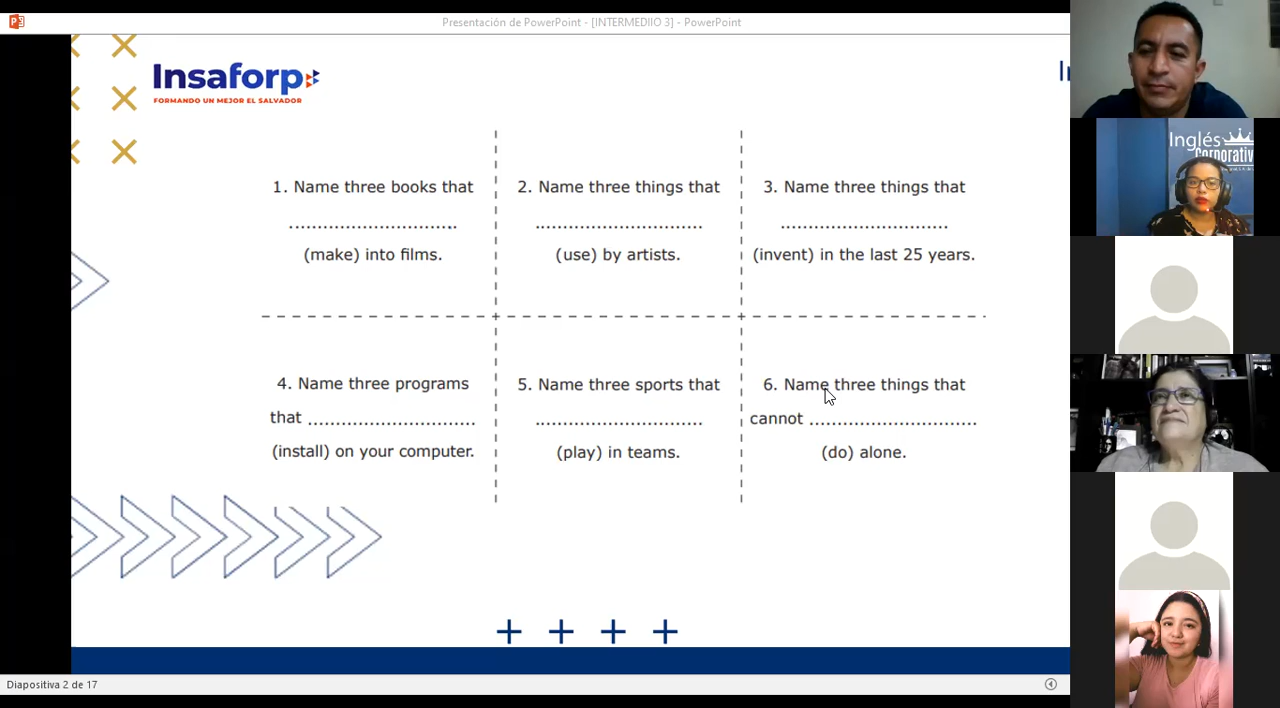 Presentación de PowerPoint - [INTERMEDIIO 3] - PowerPoint
Insaforp
FORMANDO UN MEJOR EL SALVADOR
1. Name three books that
............................
(make) into films.
2. Name three things that
............................
(use) by artists.
3. Name three things that
............................
(invent) in the last 25 years.
4. Name three programs
that ............................
(install) on your computer.
5. Name three sports that
............................
(play) in teams.
6. Name three things that
cannot ............................
(do) alone.
Diapositiva 2 de 17
Inglés